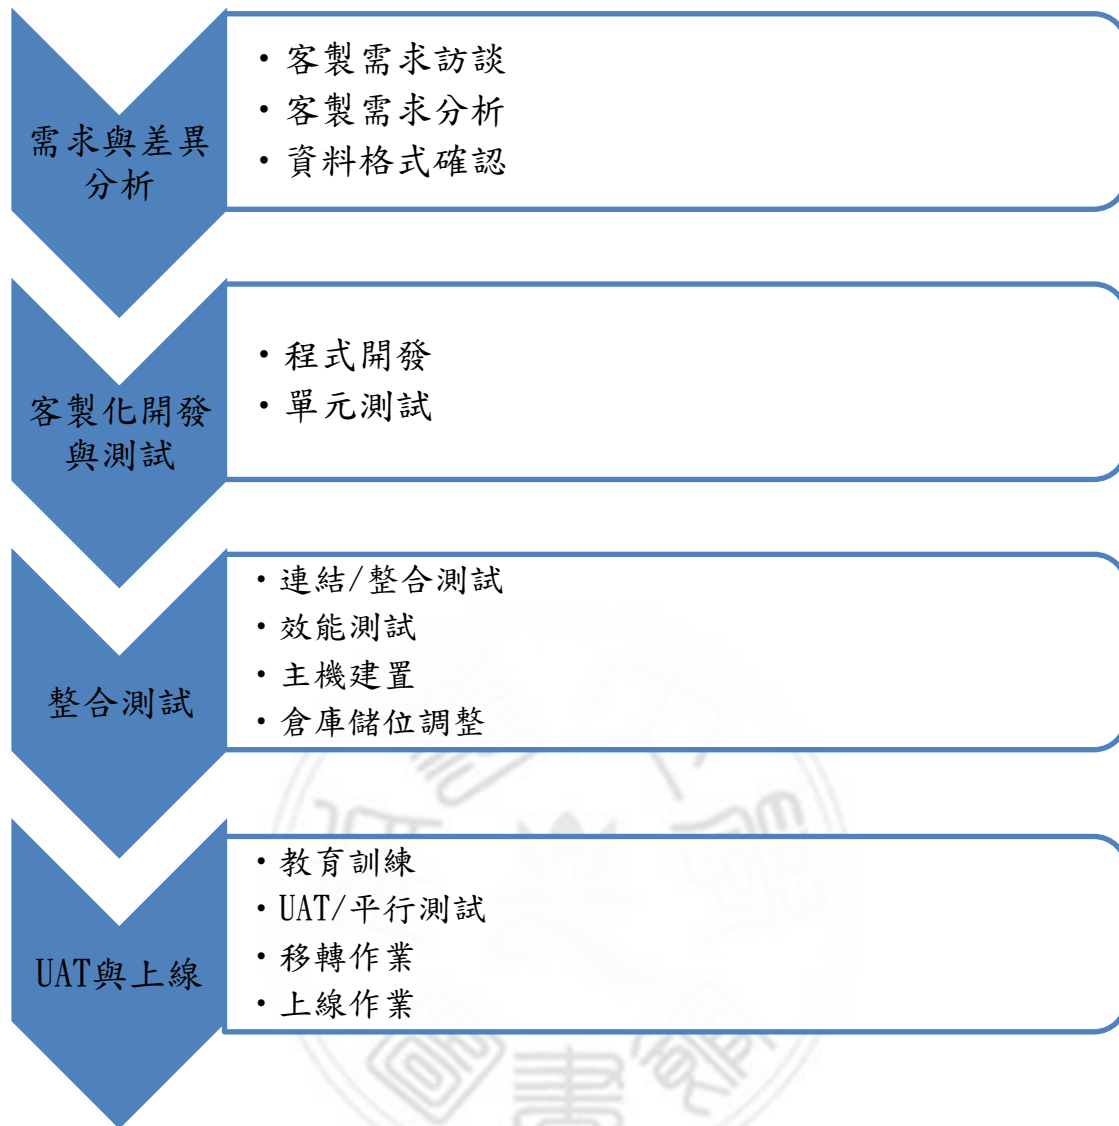 需求與差異
分析
・客製需求訪談
・客製需求分析
・資料格式確認
客製化開發
與測試
・程式開發
・單元測試
整合測試
・連結/整合測試
・效能測試
・主機建置
・倉庫儲位調整
UAT與上線
・教育訓練
・UAT/平行測試
・移轉作業
・上線作業